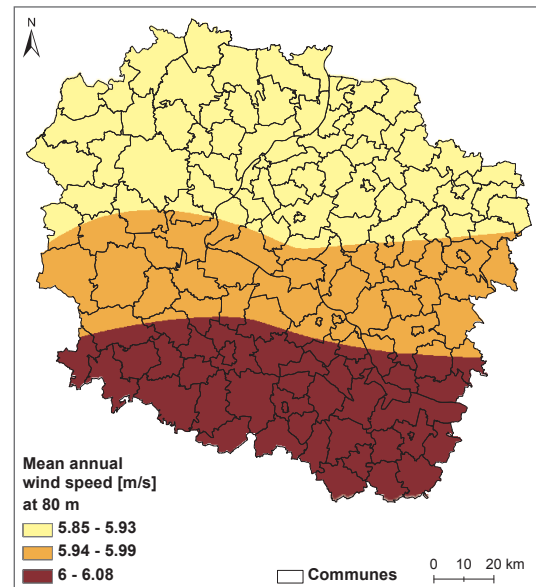 N
Mean annual
wind speed [m/s]
at 80 m
5.85 - 5.93
5.94 - 5.99
6 - 6.08
Communes
0 10 20 km